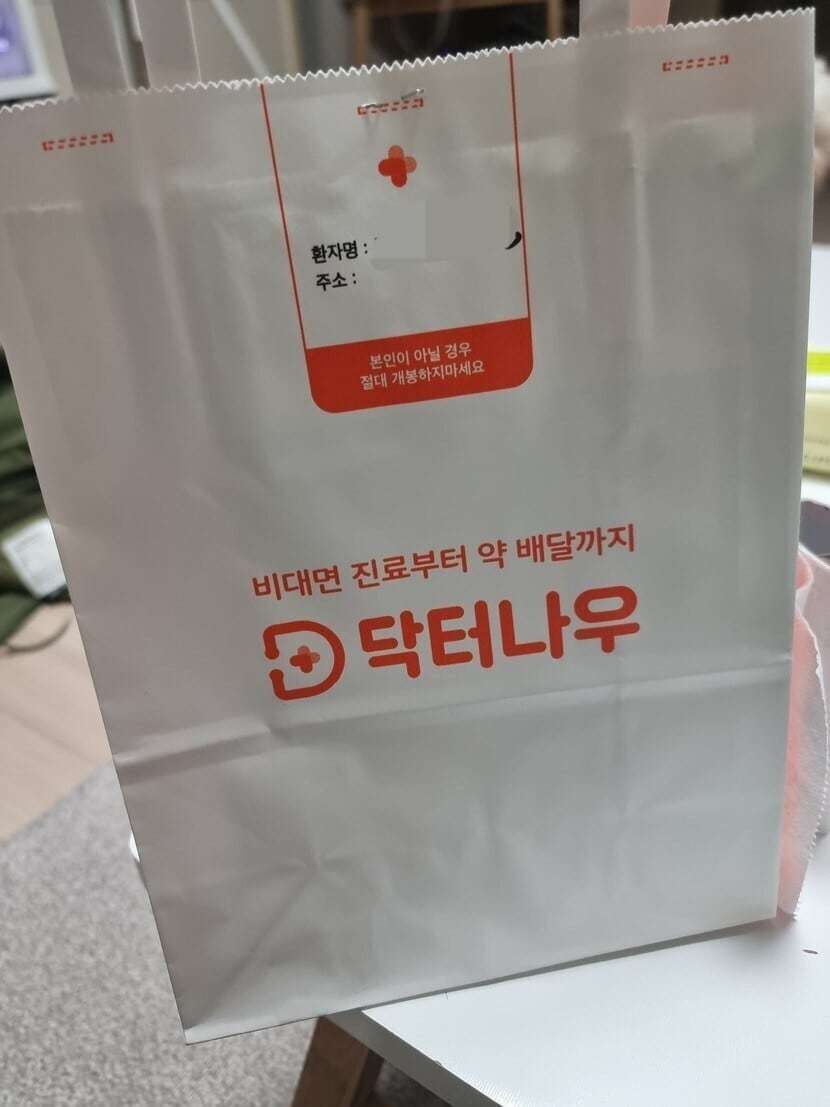 환자명 :
주소 :
본인이 아닐 경우
절대 개봉하지마세요
비대면 진료부터 약 배달까지
닥터나우